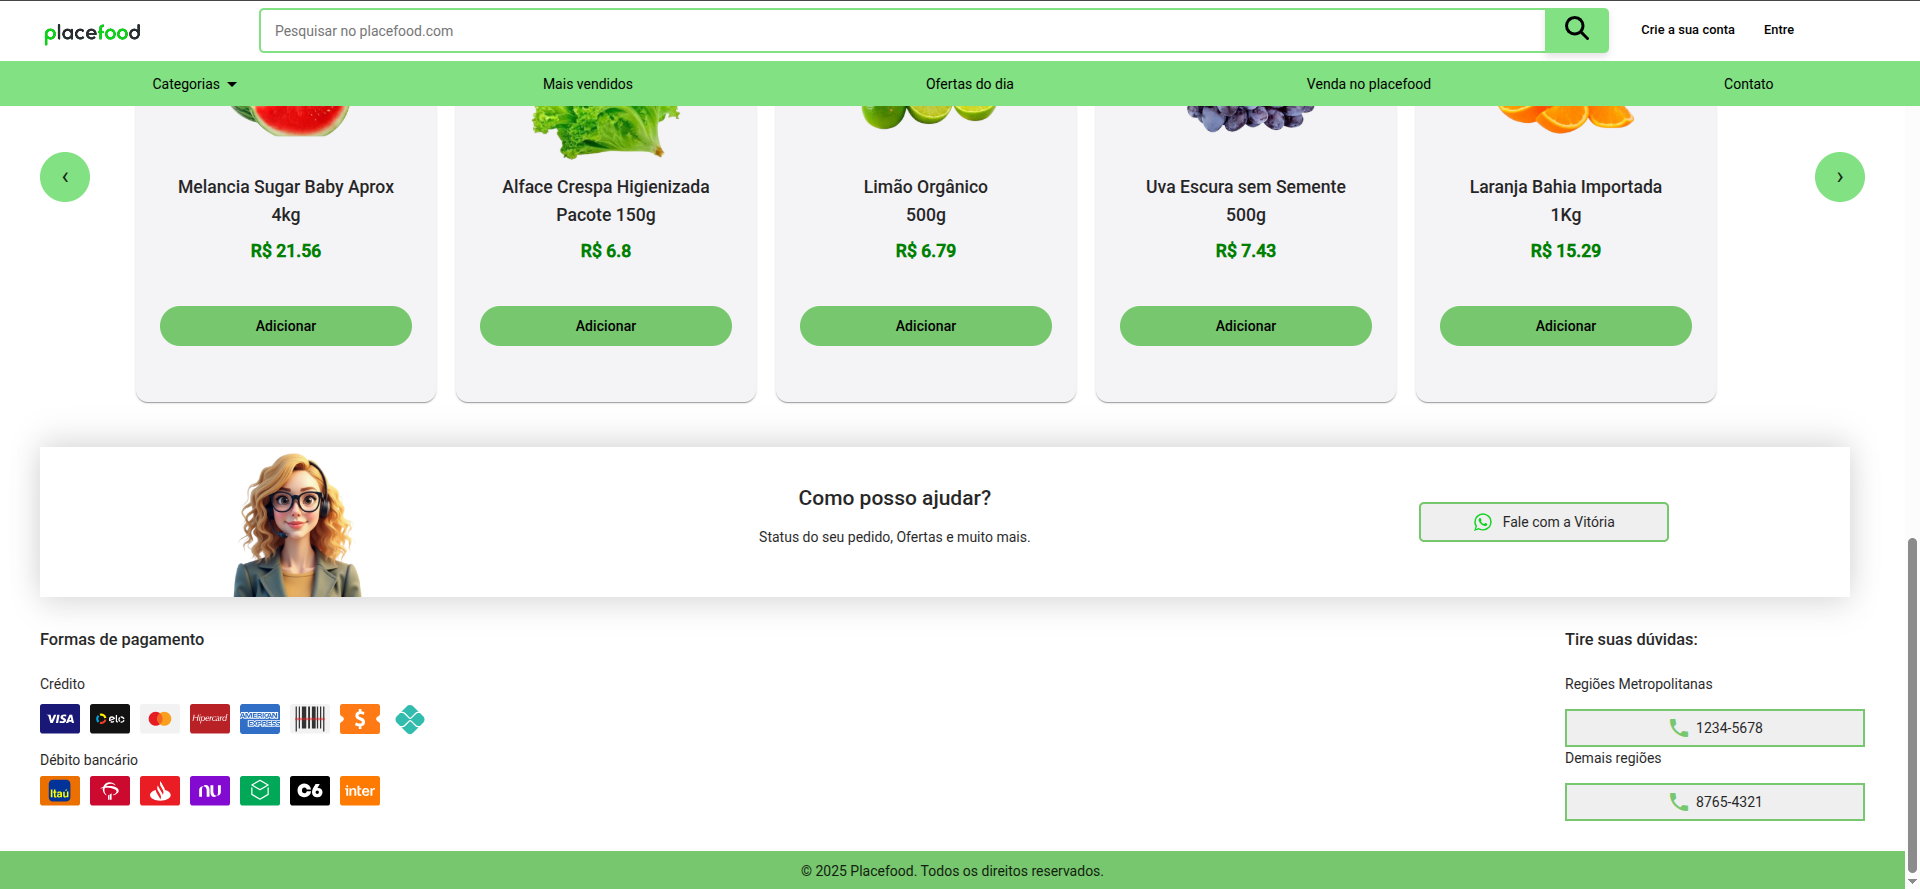 placefood
Pesquisar no placefood.com
Crie a sua conta
Entre
Categorias
Mais vendidos
Ofertas do dia
Venda no placefood
Contato
‹
›
Melancia Sugar Baby Aprox
4kg
R$ 21.56
Adicionar
Alface Crespa Higienizada
Pacote 150g
R$ 6.8
Adicionar
Limão Orgânico
500g
R$ 6.79
Adicionar
Uva Escura sem Semente
500g
R$ 7.43
Adicionar
Laranja Bahia Importada
1Kg
R$ 15.29
Adicionar
Como posso ajudar?
Status do seu pedido, Ofertas e muito mais.
Fale com a Vitória
Formas de pagamento
Crédito
VISA
elo
Hipercard
AMERICAN
EXPRESS
$
Débito bancário
Itaú
nu
C6
inter
Tire suas dúvidas:
Regiões Metropolitanas
1234-5678
Demais regiões
8765-4321
© 2025 Placefood. Todos os direitos reservados.